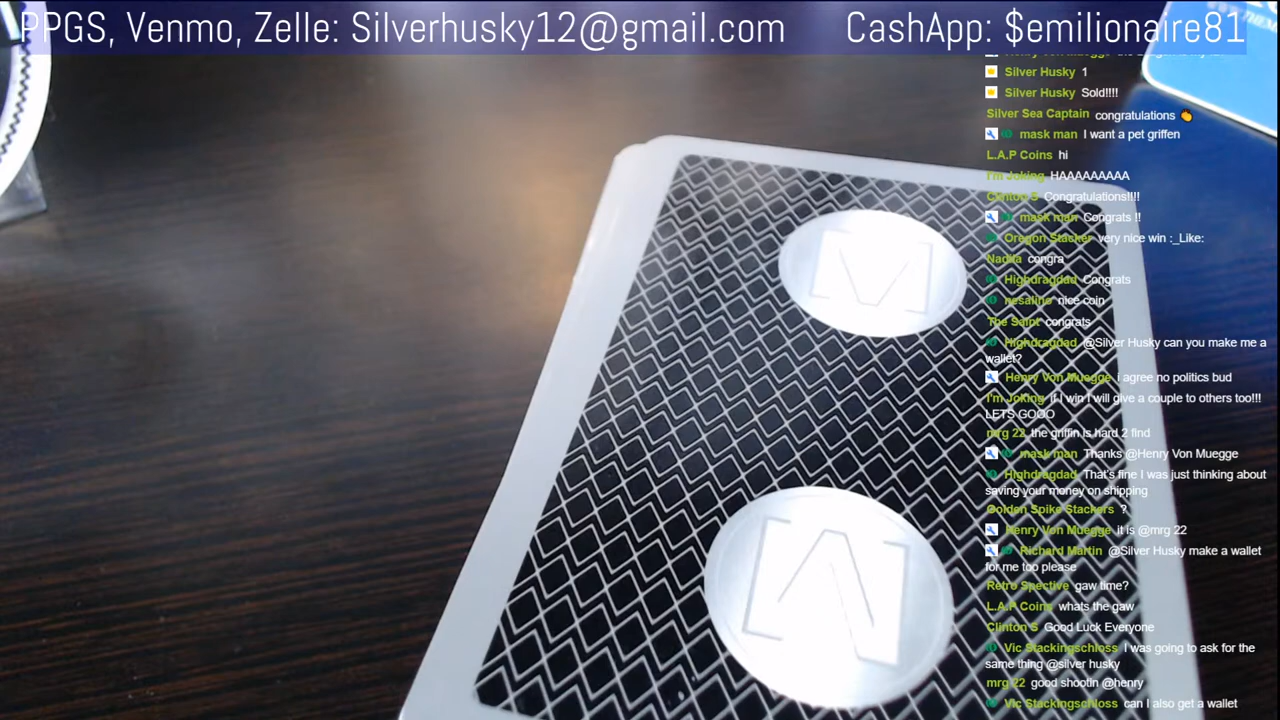 PPGS, Venmo, Zelle: Silverhusky12@gmail.com CashApp: $emilionaire81
Silver Husky 1
Silver Husky Sold!!!!
Silver Sea Captain congratulations 👏
mask man I want a pet griffen
L.A.P Coins hi
I'm Joking HAAAAAAAAA
Clinton S Congratulations!!!!
mask man Congrats !!
Oregon Stacker very nice win :_Like:
Nadila congra
Highdragdad Congrats
nesalino nice coin
The Saint congrats
Highdragdad @Silver Husky can you make me a
wallet?
Henry Von Muegge i agree no politics bud
I'm Joking if I win I will give a couple to others too!!!
LETS GOOO
mrg 22 the griffin is hard 2 find
mask man Thanks @Henry Von Muegge
Highdragdad That's fine I was just thinking about
saving your money on shipping
Golden Spike Stackers ?
Henry Von Muegge it is @mrg 22
Richard Martin @Silver Husky make a wallet
for me too please
Retro Spective gaw time?
L.A.P Coins whats the gaw
Clinton S Good Luck Everyone
Vic Stackingschloss I was going to ask for the
same thing @silver husky
mrg 22 good shootin @henry
Vic Stackingschloss can I also get a wallet
M
M